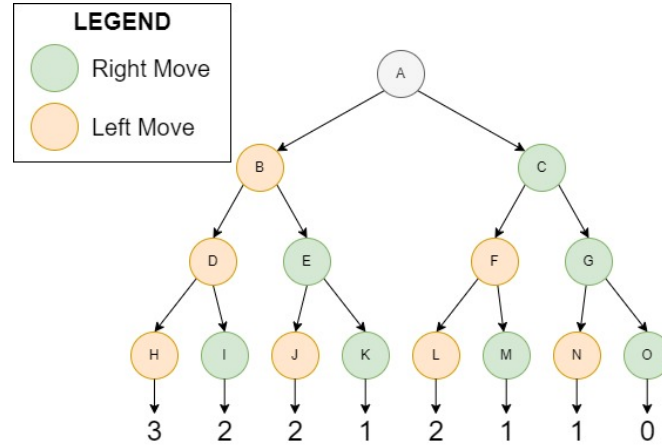 LEGEND
Right Move
Left Move
A
B
C
D
E
F
G
H
I
J
K
L
M
N
O
3 2 2 1 2 1 1 0